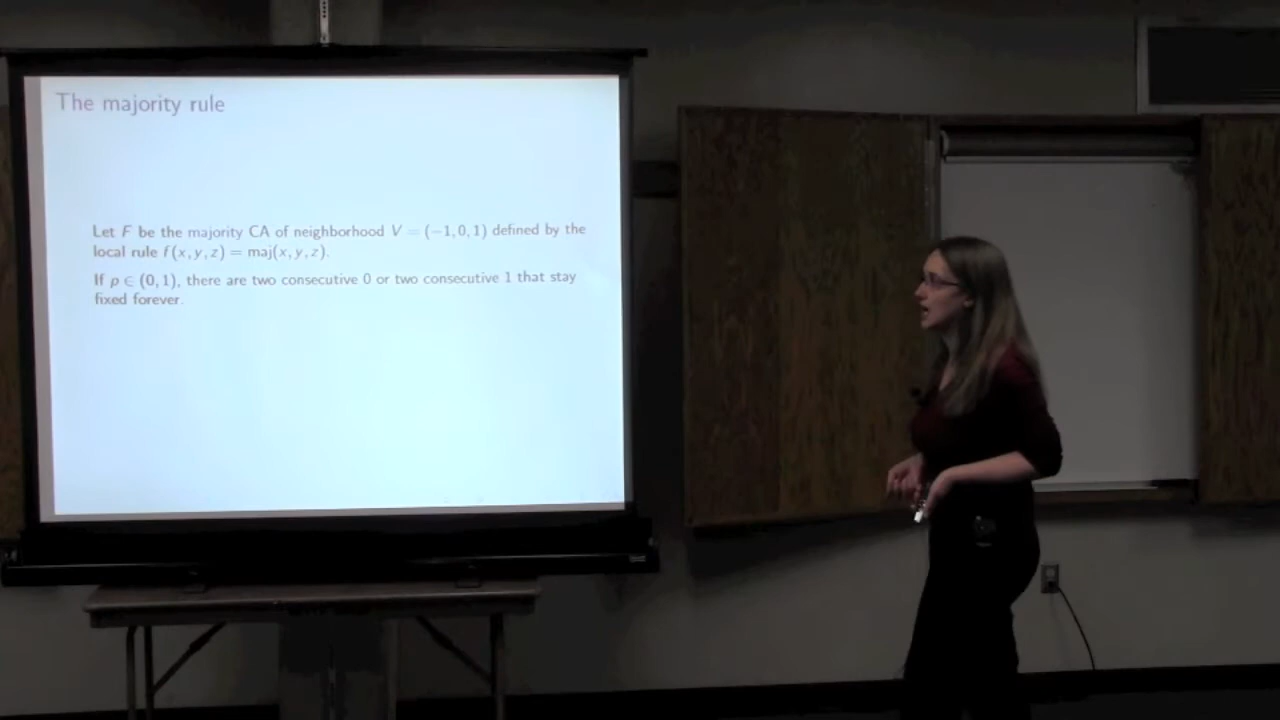 The majority rule
Let F be the majority CA of neighborhood V = (−1, 0, 1) defined by the
local rule f(x, y, z) = maj(x, y, z).
If p ∈ (0, 1), there are two consecutive 0 or two consecutive 1 that stay
fixed forever.